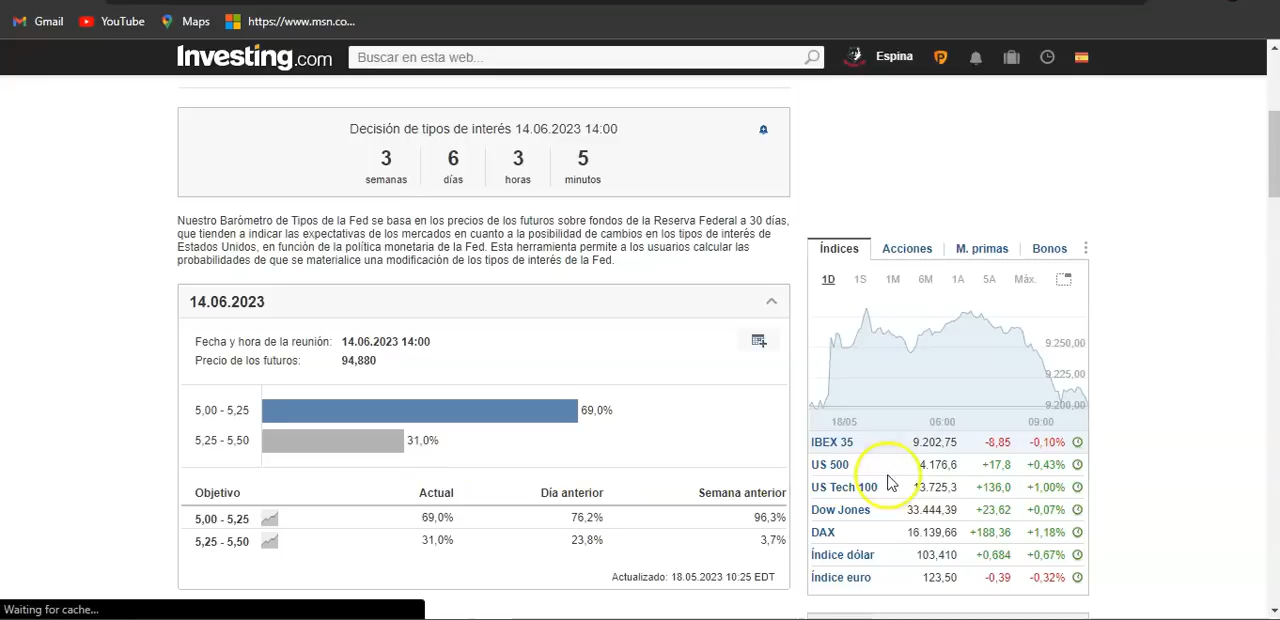 Gmail YouTube Maps https://www.msn.co...
Investing.com Buscar en esta web... Espina
Decisión de tipos de interés 14.06.2023 14:00
3 6 3 5
semanas días horas minutos
Nuestro Barómetro de Tipos de la Fed se basa en los precios de los futuros sobre fondos de la Reserva Federal a 30 días,
que tienden a indicar las expectativas de los mercados en cuanto a la posibilidad de cambios en los tipos de interés de
Estados Unidos, en función de la política monetaria de la Fed. Esta herramienta permite a los usuarios calcular las
probabilidades de que se materialice una modificación de los tipos de interés de la Fed.
14.06.2023
Fecha y hora de la reunión: 14.06.2023 14:00
Precio de los futuros: 94,880
5,00 - 5,25 69,0%
5,25 - 5,50 31,0%
Objetivo Actual Día anterior Semana anterior
5,00 - 5,25 69,0% 76,2% 96,3%
5,25 - 5,50 31,0% 23,8% 3,7%
Actualizado: 18.05.2023 10:25 EDT
Índices Acciones M. primas Bonos
1D 1S 1M 6M 1A 5A Máx.
9.250,00
9.225,00
9.200,00
18/05 06:00 09:00
IBEX 35 9.202,75 -8,85 -0,10%
US 500 4.176,6 +17,8 +0,43%
US Tech 100 13.725,3 +136,0 +1,00%
Dow Jones 33.444,39 +23,62 +0,07%
DAX 16.139,66 +188,36 +1,18%
Índice dólar 103,410 +0,684 +0,67%
Índice euro 123,50 -0,39 -0,32%
Waiting for cache...